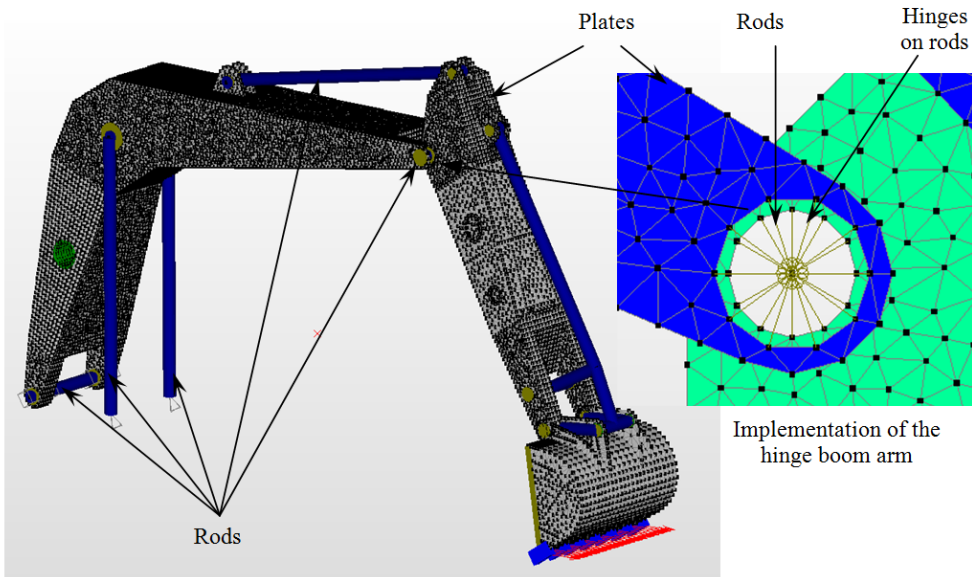 Plates
Rods
Hinges
on rods
Implementation of the
hinge boom arm
Rods